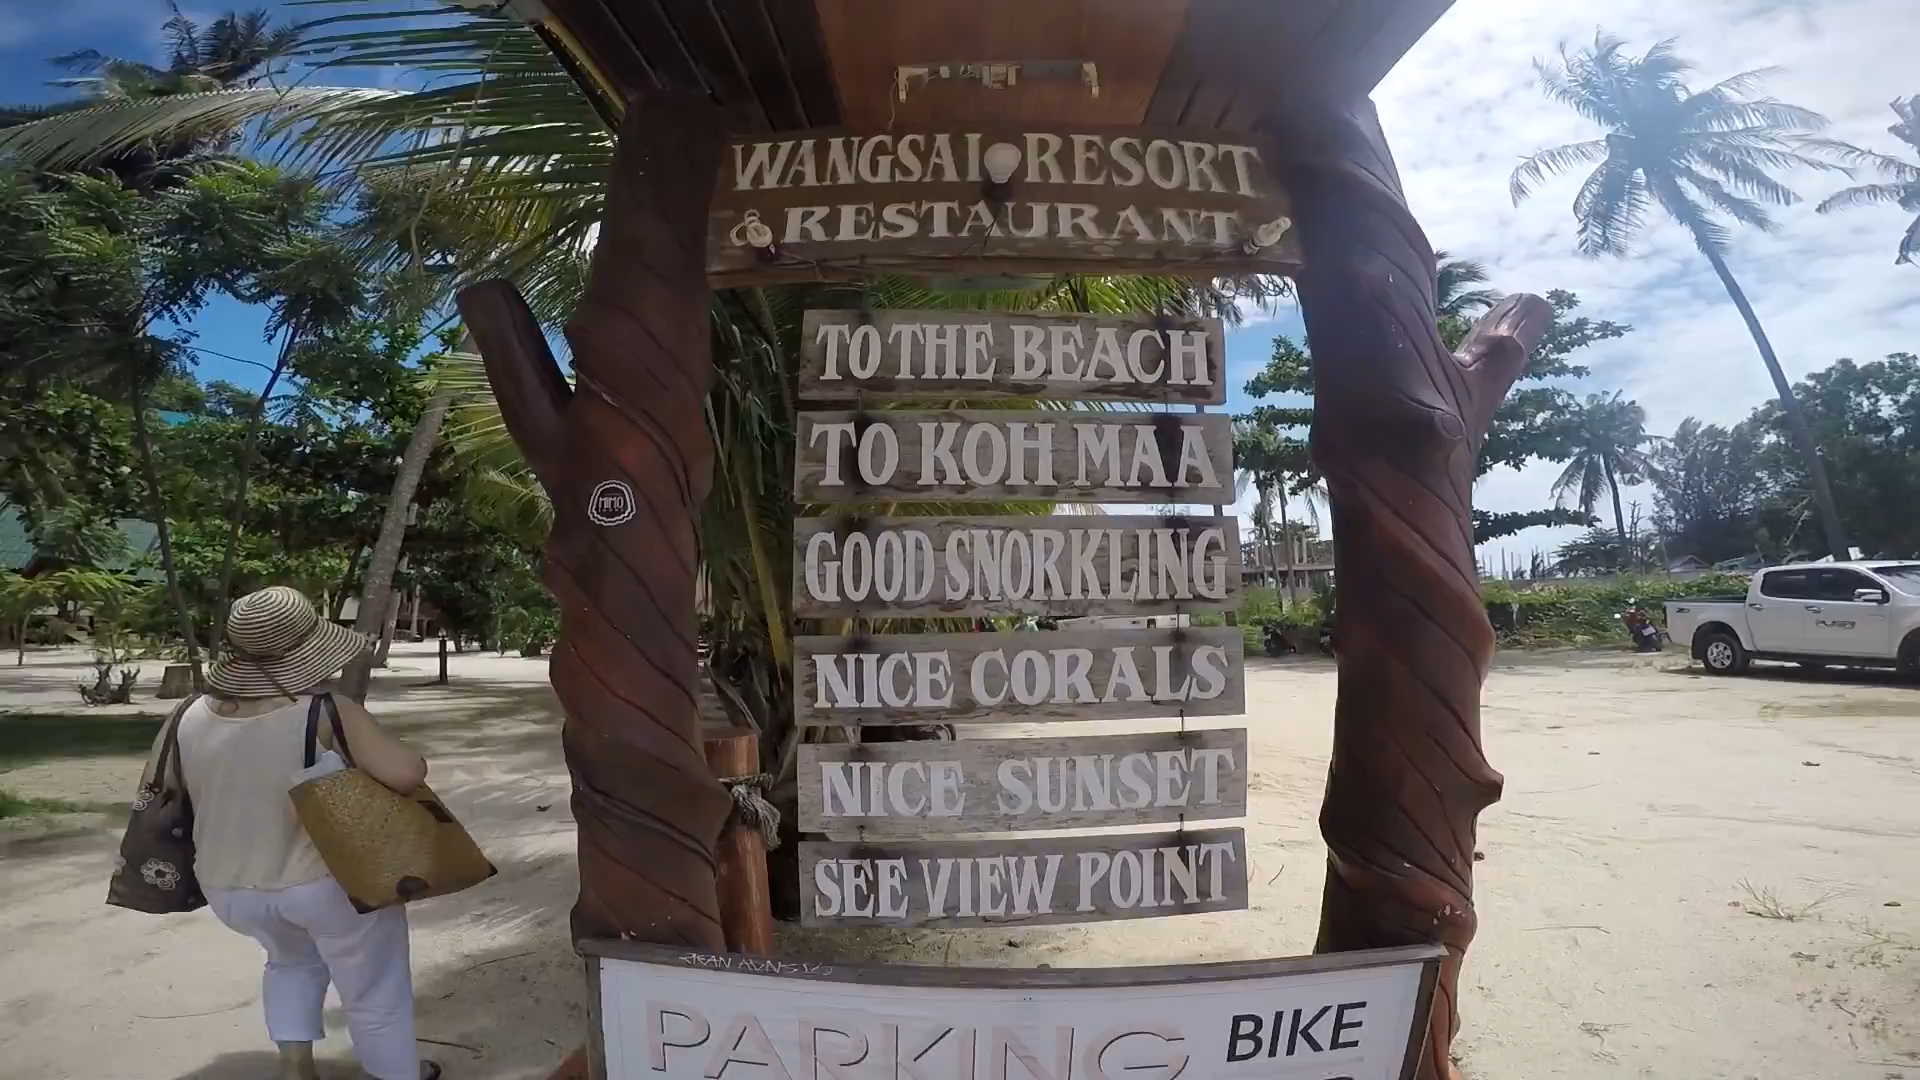 WANGSAI RESORT
& RESTAURANT
TO THE BEACH
TO KOH MAA
GOOD SNORKLING
NICE CORALS
NICE SUNSET
SEE VIEW POINT
MIMO
PARKING BIKE